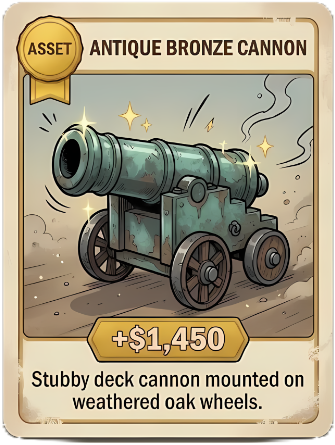 ASSET
ANTIQUE BRONZE CANNON
+$1,450
Stubby deck cannon mounted on
weathered oak wheels.